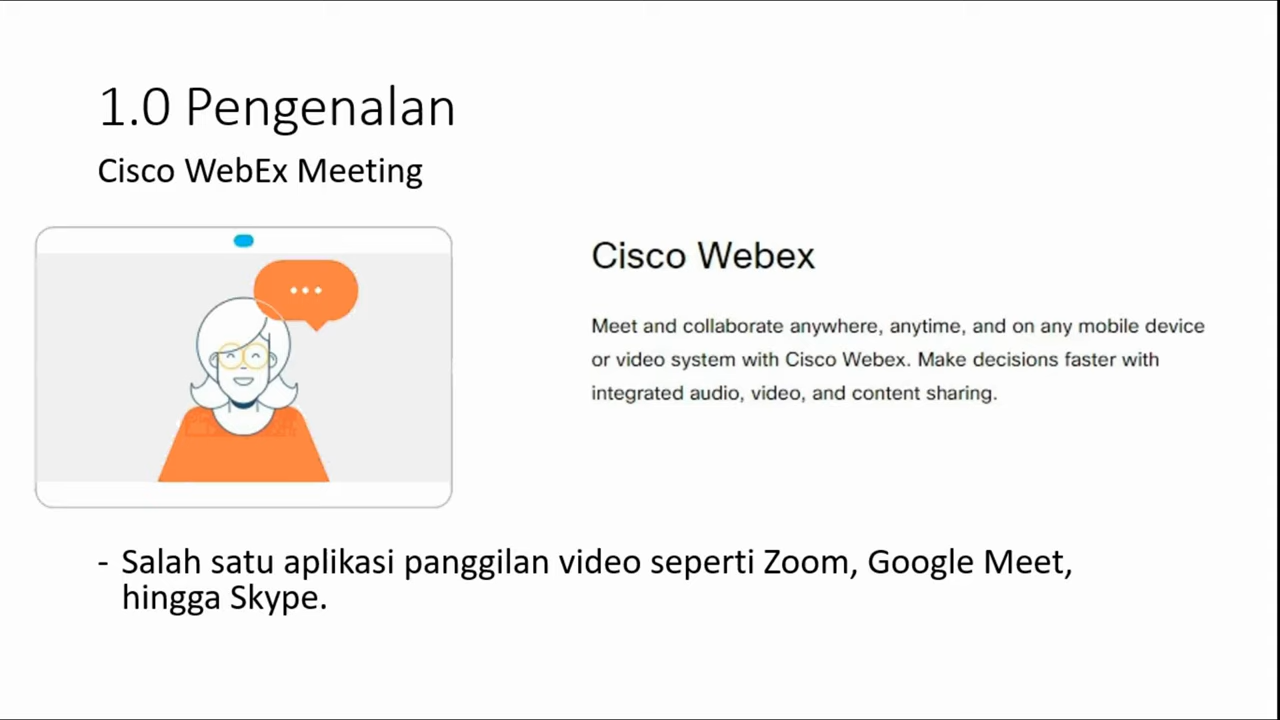 1.0 Pengenalan
Cisco WebEx Meeting
Cisco Webex
Meet and collaborate anywhere, anytime, and on any mobile device
or video system with Cisco Webex. Make decisions faster with
integrated audio, video, and content sharing.
- Salah satu aplikasi panggilan video seperti Zoom, Google Meet,
hingga Skype.